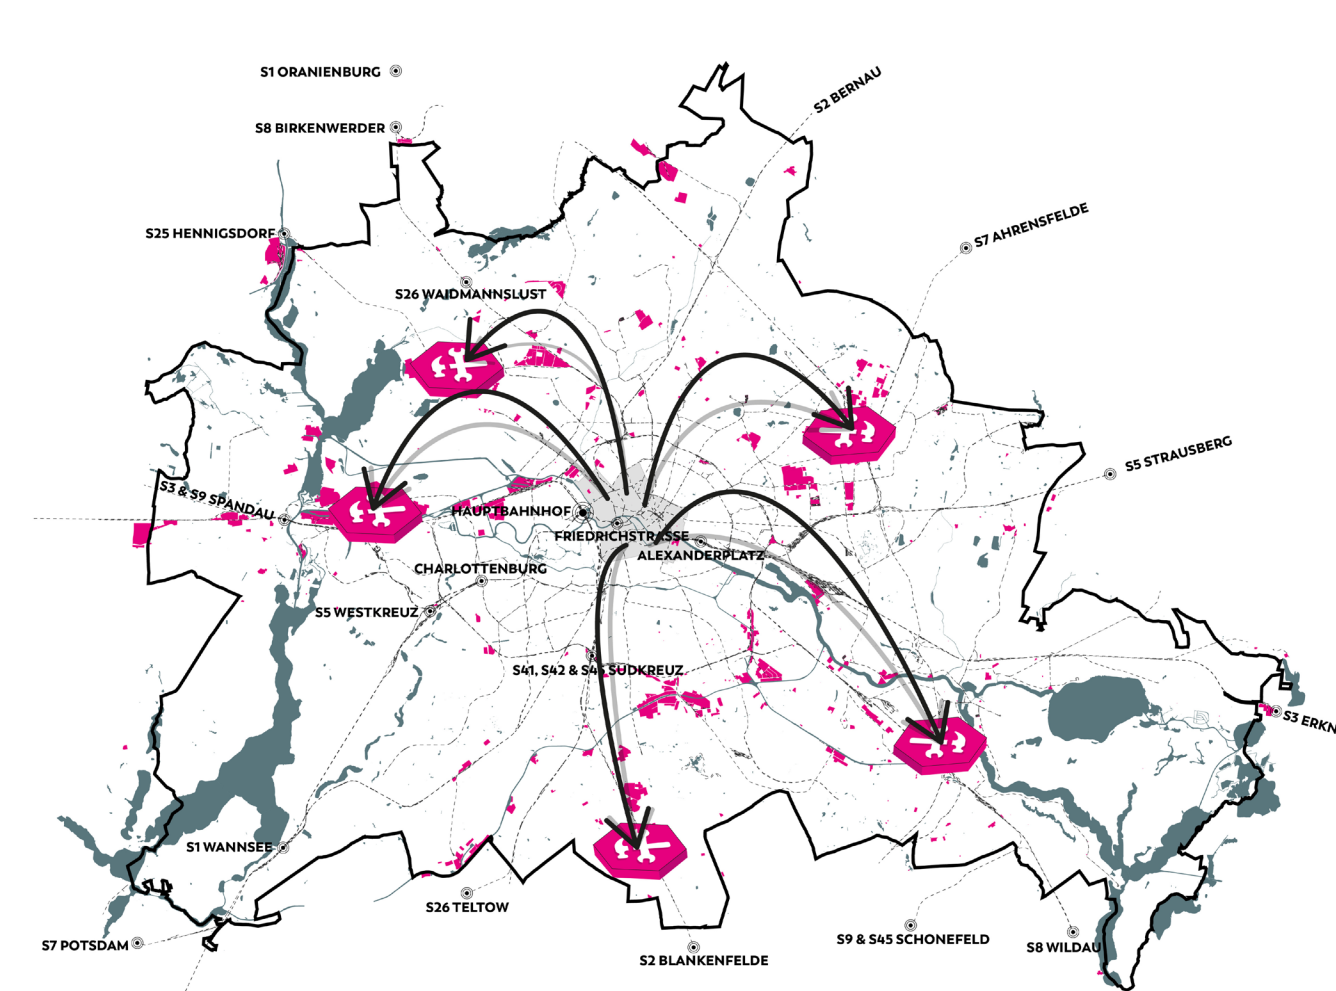 S1 ORANIENBURG
S2 BERNAU
S8 BIRKENWERDER
S7 AHRENSFELDE
S25 HENNIGSDORF
S26 WAIDMANNSLUST
S5 STRAUSBERG
S3 & S9 SPANDAU
HAUPTBAHNHOF
FRIEDRICHSTRASSE
ALEXANDERPLATZ
CHARLOTTENBURG
S5 WESTKREUZ
S41, S42 & S45 SUDKREUZ
S3 ERKN
S1 WANNSEE
S26 TELTOW
S7 POTSDAM
S9 & S45 SCHONEFELD
S8 WILDAU
S2 BLANKENFELDE